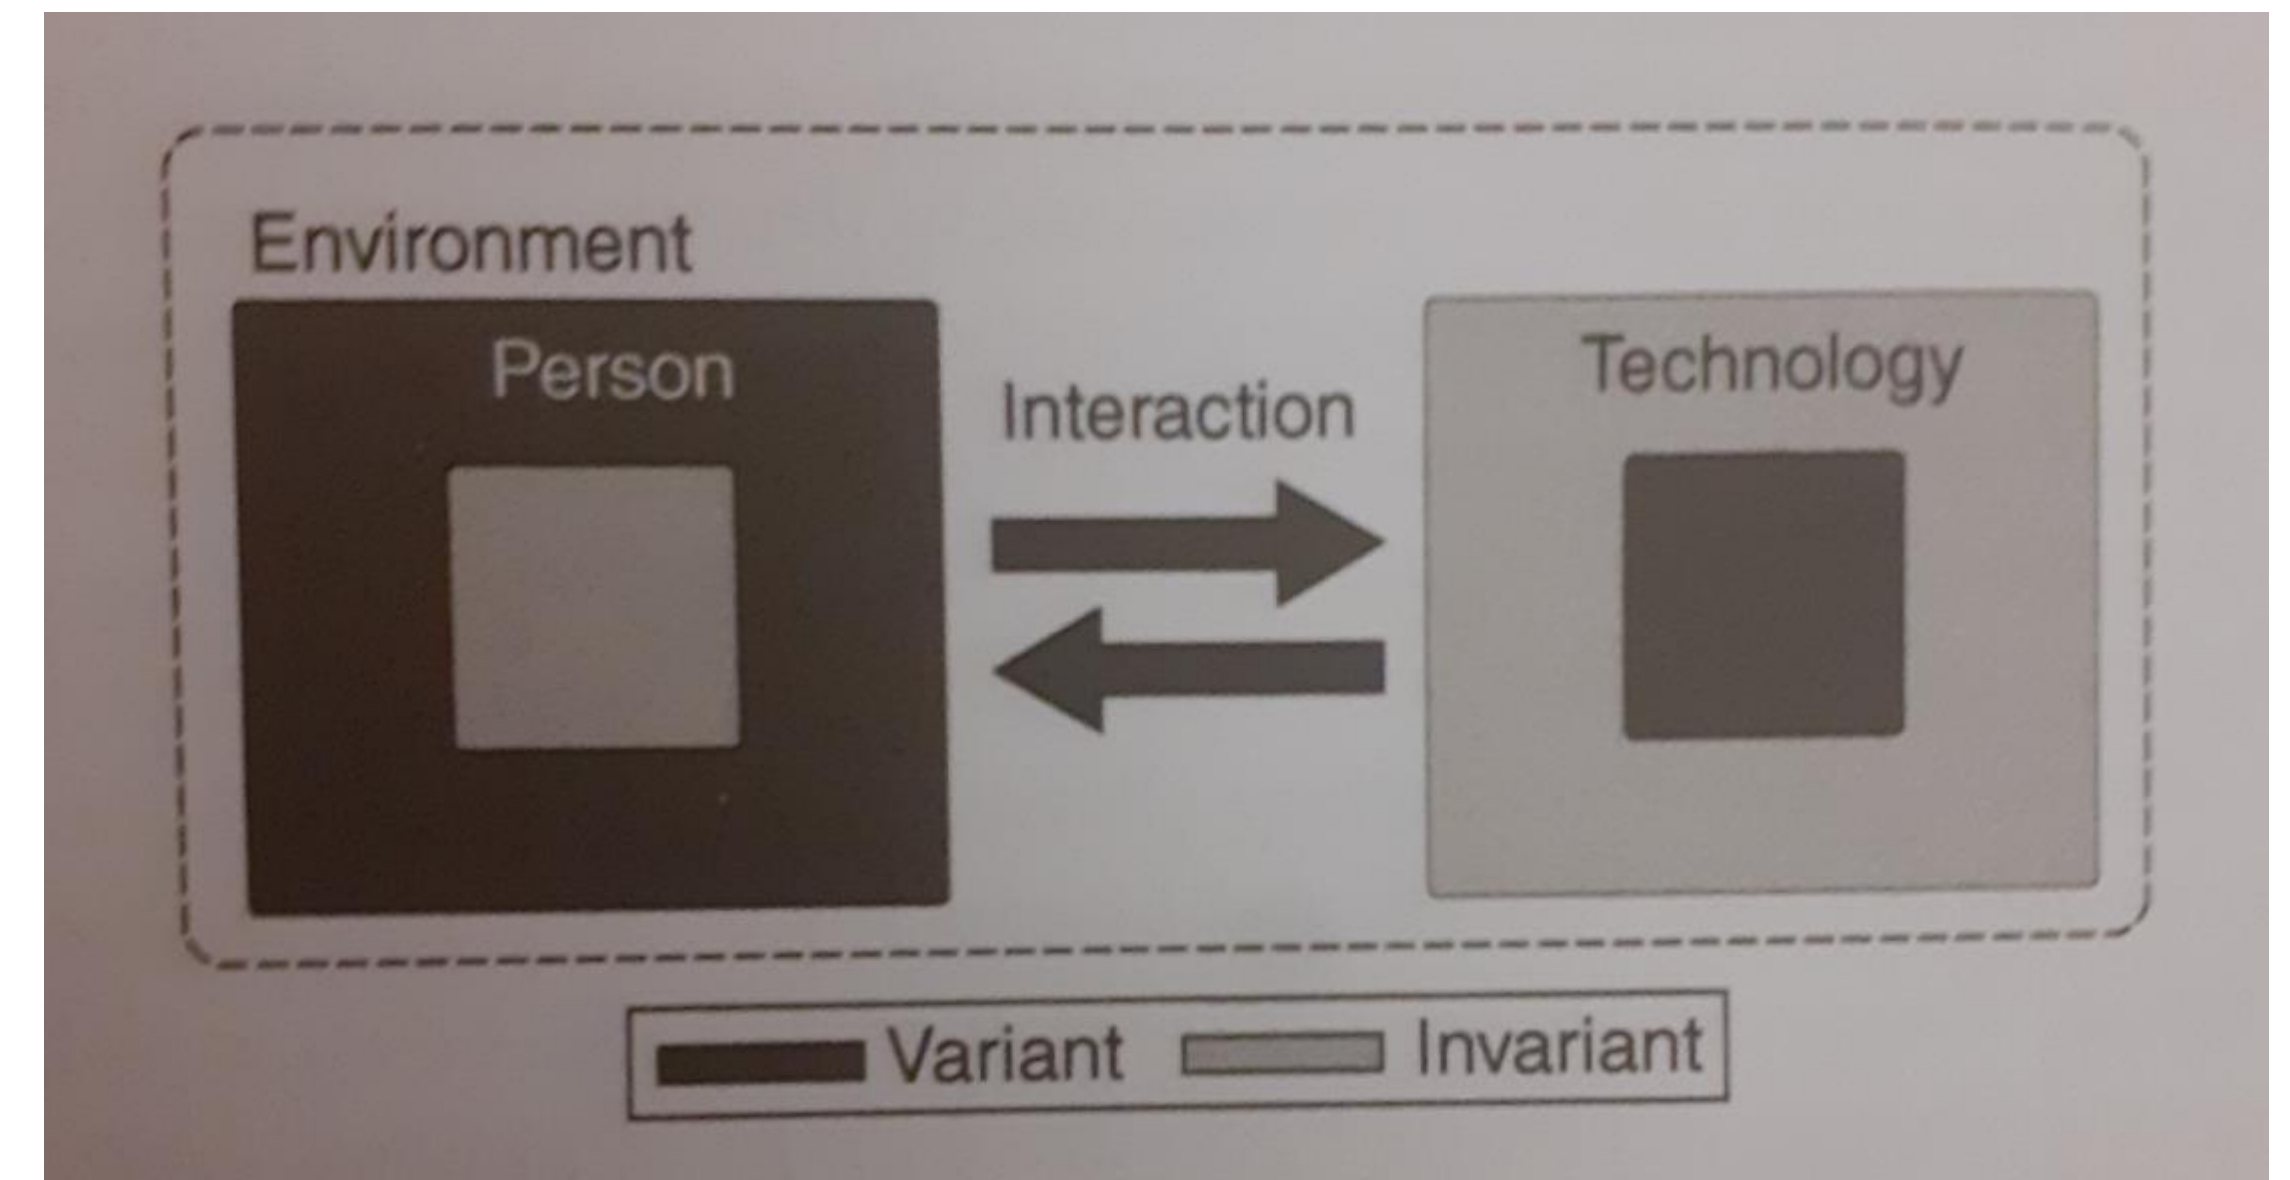 Environment
Person
Interaction
Technology
Variant Invariant